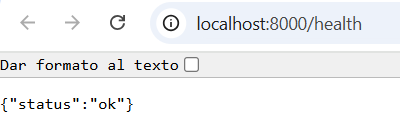 localhost:8000/health
Dar formato al texto
{"status":"ok"}